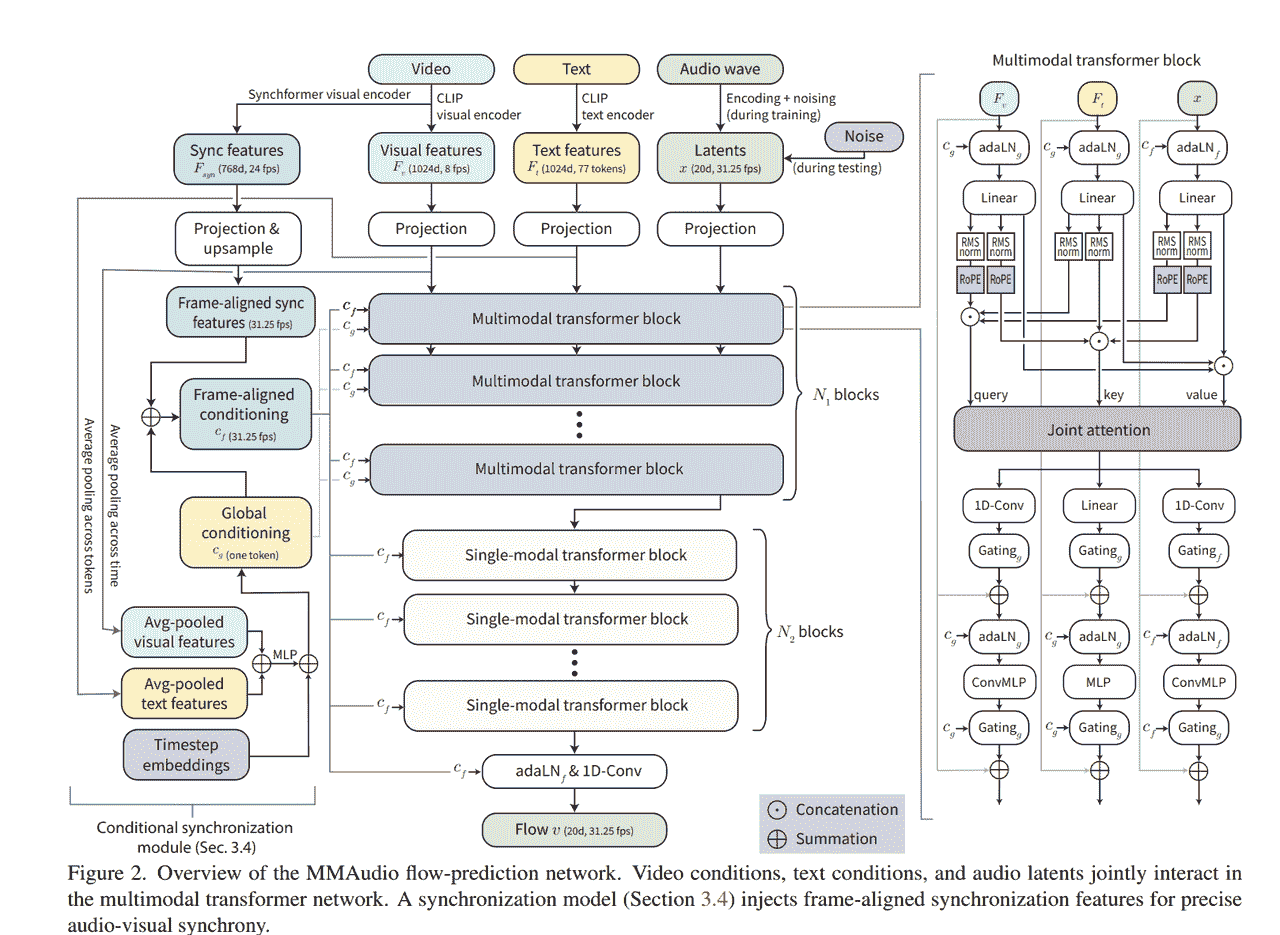 Video
Text
Audio wave
Synchformer visual encoder
CLIP
visual encoder
CLIP
text encoder
Encoding + noising
(during training)
Noise
(during testing)
Sync features
F_syn (768d, 24 fps)
Visual features
F_v (1024d, 8 fps)
Text features
F_t (1024d, 77 tokens)
Latents
x (20d, 31.25 fps)
Projection &
upsample
Projection
Projection
Projection
Frame-aligned sync
features (31.25 fps)
Frame-aligned
conditioning
c_f (31.25 fps)
Global
conditioning
c_g (one token)
Average pooling across time
Average pooling across tokens
Avg-pooled
visual features
Avg-pooled
text features
MLP
Timestep
embeddings
Conditional synchronization
module (Sec. 3.4)
c_f
c_g
Multimodal transformer block
c_f
c_g
Multimodal transformer block
c_f
c_g
Multimodal transformer block
N_1 blocks
c_f
Single-modal transformer block
c_f
Single-modal transformer block
c_f
Single-modal transformer block
N_2 blocks
c_f
adaLN_f & 1D-Conv
Flow v (20d, 31.25 fps)
Concatenation
Summation
Multimodal transformer block
F_v
F_t
x
c_g adaLN_g
c_g adaLN_g
c_f adaLN_f
Linear
Linear
Linear
RMS norm
RMS norm
RMS norm
RMS norm
RMS norm
RMS norm
RoPE
RoPE
RoPE
RoPE
query
key
value
Joint attention
1D-Conv
Linear
1D-Conv
Gating_g
Gating_g
Gating_f
c_g adaLN_g
c_g adaLN_g
c_f adaLN_f
ConvMLP
MLP
ConvMLP
c_g Gating_g
c_g Gating_g
c_f Gating_g
Figure 2. Overview of the MMAudio flow-prediction network. Video conditions, text conditions, and audio latents jointly interact in
the multimodal transformer network. A synchronization model (Section 3.4) injects frame-aligned synchronization features for precise
audio-visual synchrony.